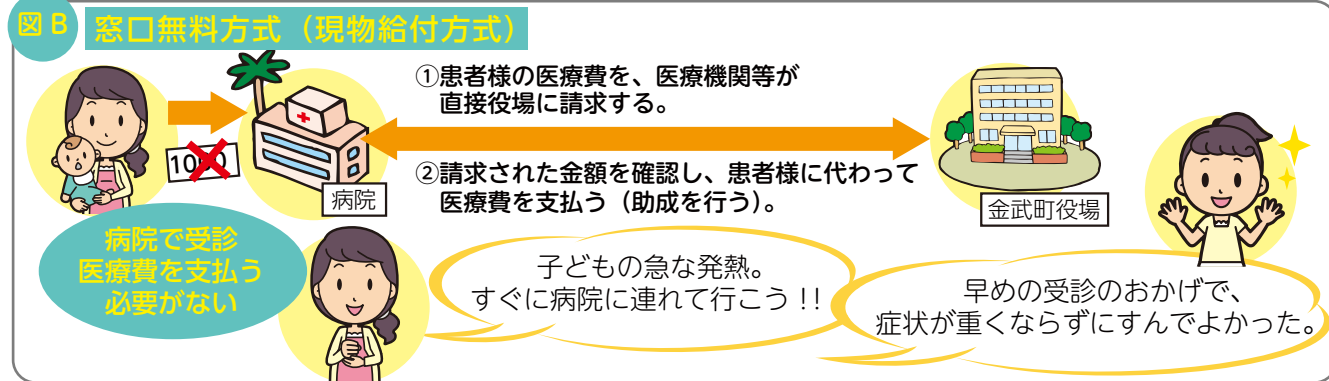 図 B
窓口無料方式（現物給付方式）
①患者様の医療費を、医療機関等が
直接役場に請求する。
②請求された金額を確認し、患者様に代わって
医療費を支払う（助成を行う）。
病院
金武町役場
病院で受診
医療費を支払う
必要がない
子どもの急な発熱。
すぐに病院に連れて行こう !!
早めの受診のおかげで、
症状が重くならずにすんでよかった。